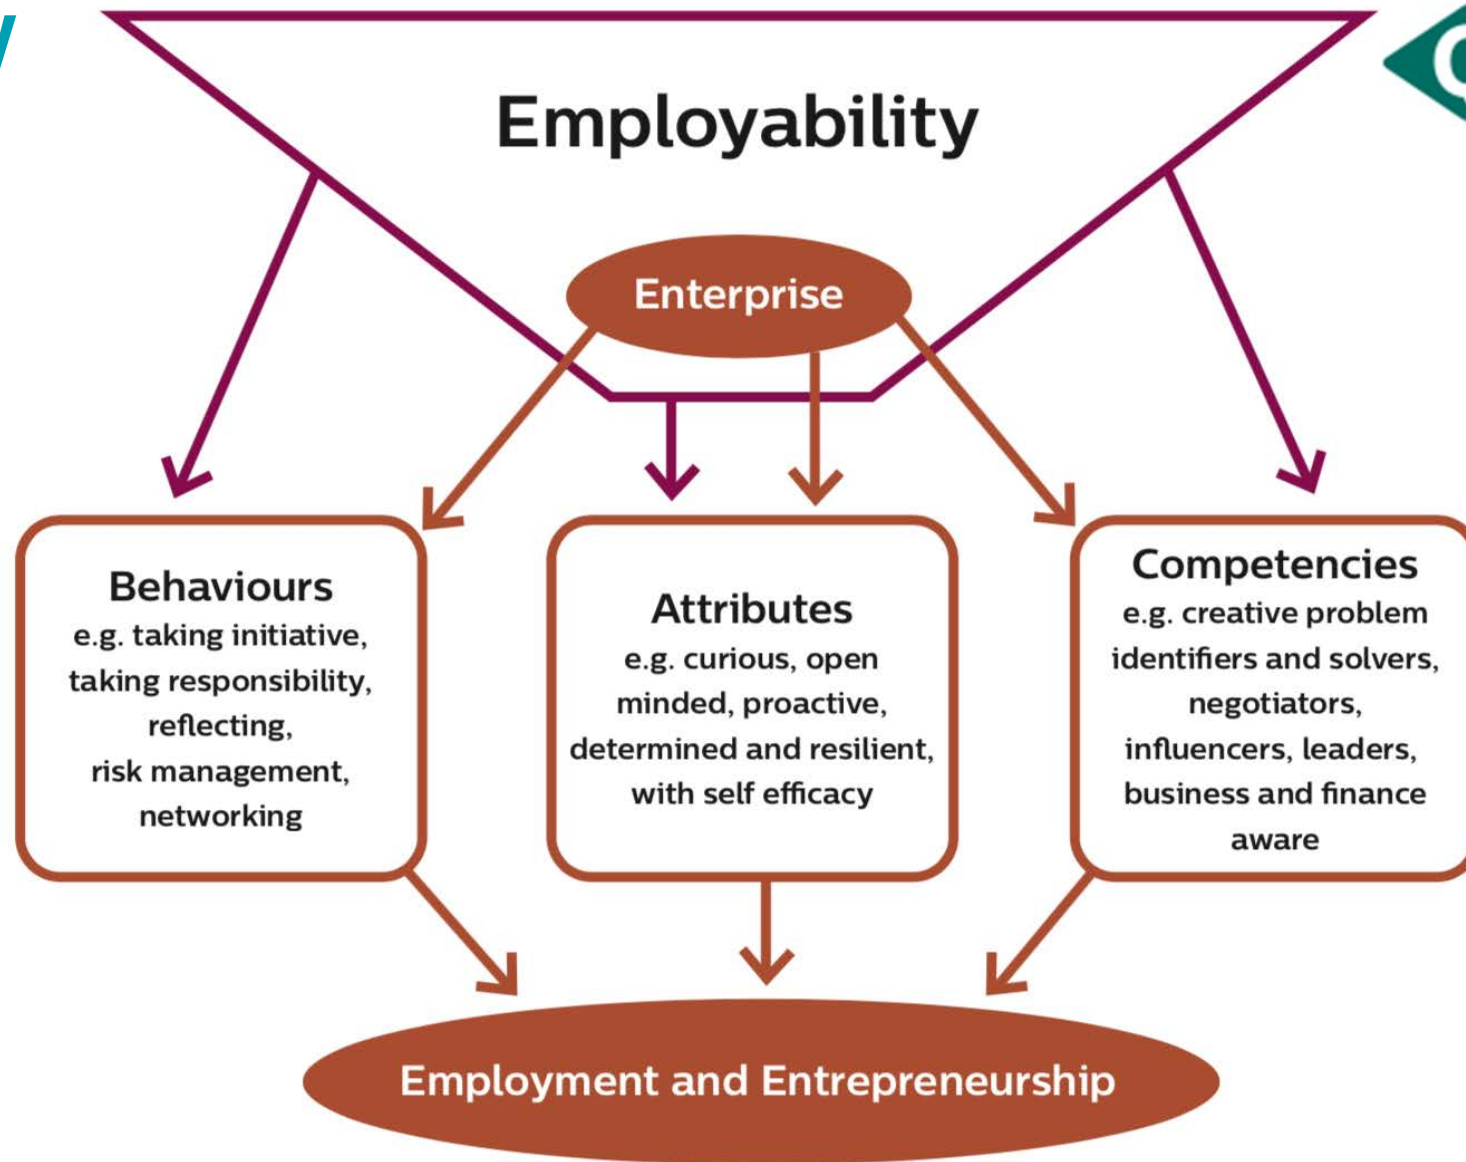 Employability
Enterprise
Behaviours
e.g. taking initiative,
taking responsibility,
reflecting,
risk management,
networking
Attributes
e.g. curious, open
minded, proactive,
determined and resilient,
with self efficacy
Competencies
e.g. creative problem
identifiers and solvers,
negotiators,
influencers, leaders,
business and finance
aware
Employment and Entrepreneurship